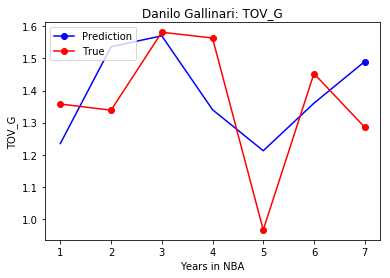 Danilo Gallinari: TOV_G
Prediction
True
1.6
1.5
1.4
1.3
1.2
1.1
1.0
TOV_G
1 2 3 4 5 6 7
Years in NBA